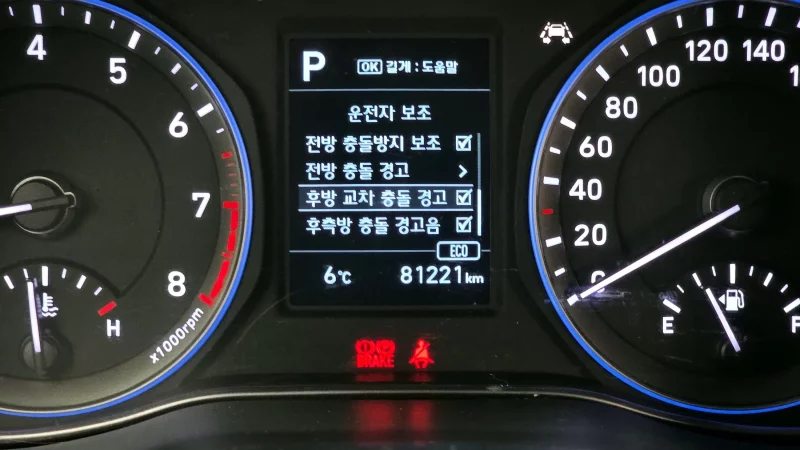 4
5
6
7
8
x1000rpm
H
P OK 길게 : 도움말
운전자 보조
전방 충돌방지 보조
전방 충돌 경고
후방 교차 충돌 경고
후측방 충돌 경고음
ECO
6℃ 81221 km
BRAKE
0
20
40
60
80
100
120
140
E
F